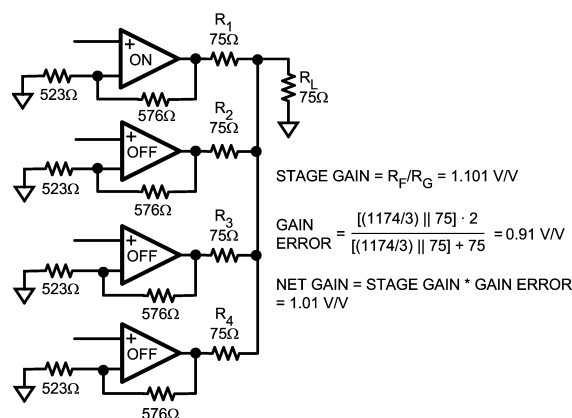 R1
75Ω
+
ON
523Ω
576Ω
RL
75Ω
R2
75Ω
+
OFF
523Ω
576Ω
R3
75Ω
+
OFF
523Ω
576Ω
R4
75Ω
+
OFF
523Ω
576Ω
STAGE GAIN = RF/RG = 1.101 V/V
GAIN ERROR = [(1174/3) || 75] · 2 / [(1174/3) || 75] + 75 = 0.91 V/V
NET GAIN = STAGE GAIN * GAIN ERROR
= 1.01 V/V